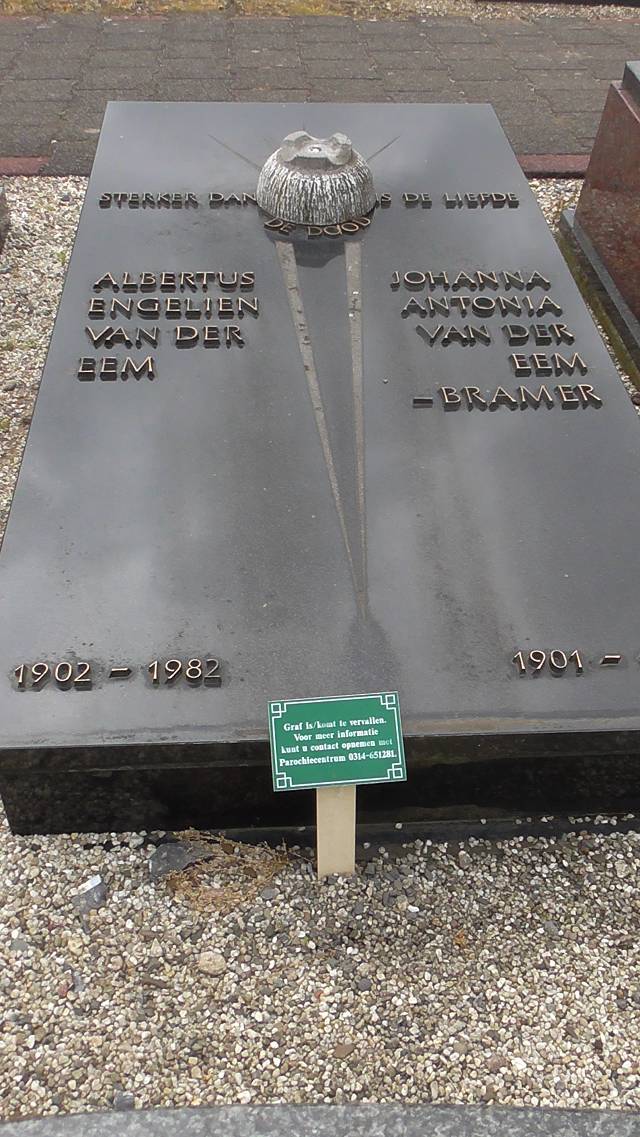 STERKER DAN IS DE LIEFDE
DE DOOD
ALBERTUS
ENGELIEN
VAN DER
EEM
JOHANNA
ANTONIA
VAN DER
EEM
-BRAMER
1902 - 1982
1901 -
Graf is/komt te vervallen.
Voor meer informatie
kunt u contact opnemen met
Parochiecentrum 0314-651281.